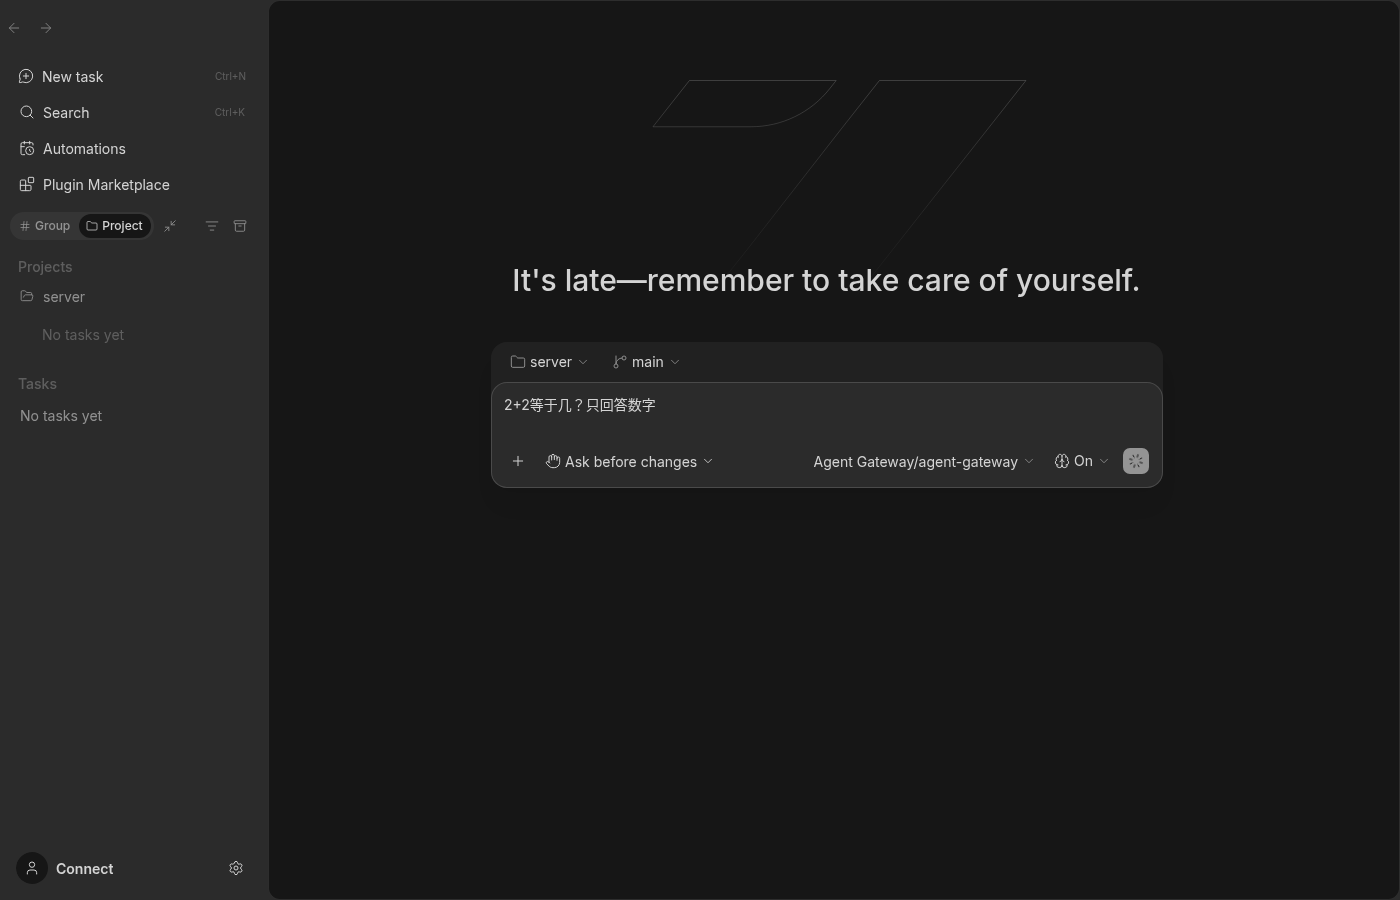 New task Ctrl+N
Search Ctrl+K
Automations
Plugin Marketplace
Group Project
Projects
server
No tasks yet
Tasks
No tasks yet
Connect
It's late—remember to take care of yourself.
server main
2+2等于几？只回答数字
Ask before changes Agent Gateway/agent-gateway On